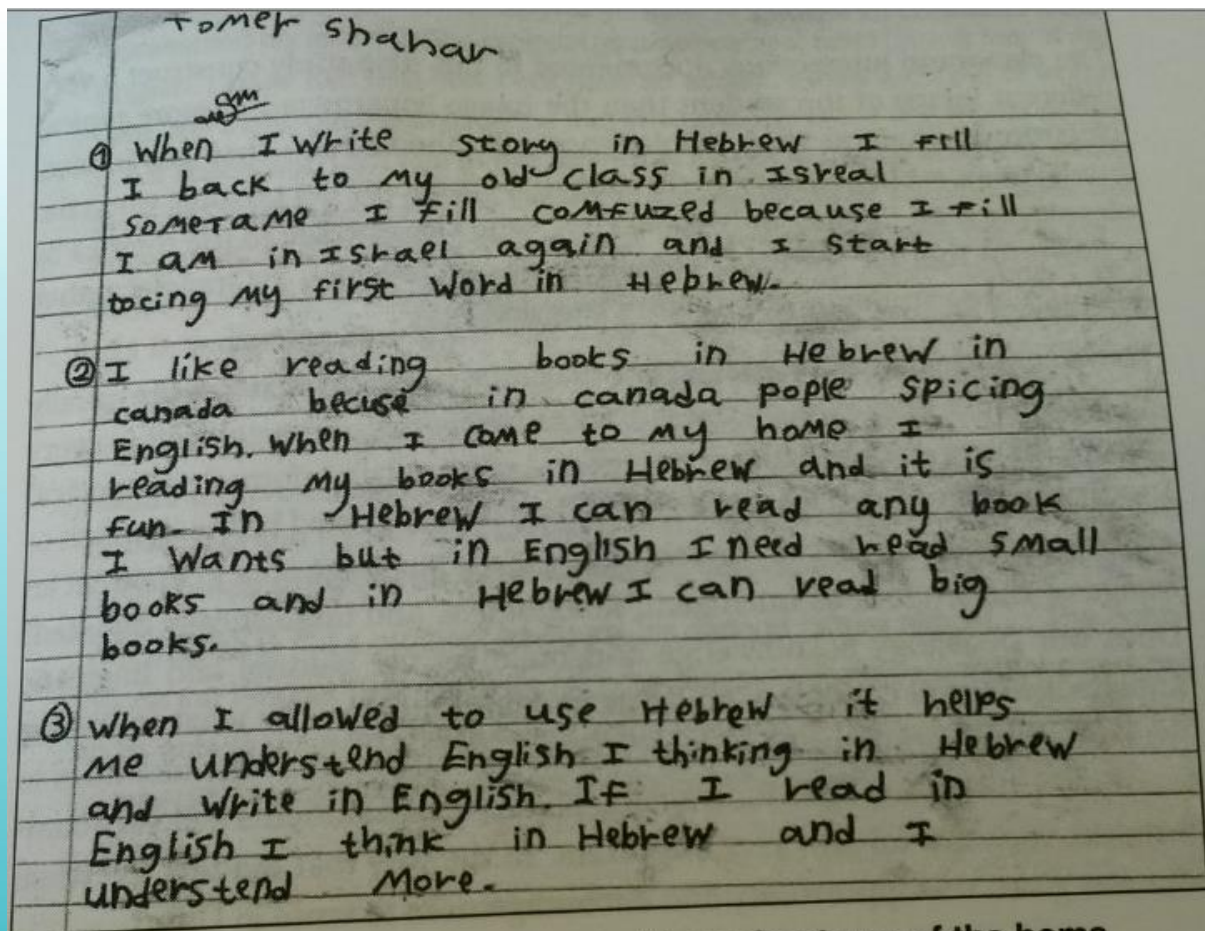 Tomer Shahar
① When I write story in Hebrew I fill
I back to my old class in Isreal
sometame I fill comfuzed because I fill
I am in Israel again and I start
tocing my first word in Hebrew.
② I like reading books in Hebrew in
canada becuse in canada pople spicing
English. When I come to my home I
reading my books in Hebrew and it is
fun. In Hebrew I can read any book
I wants but in English I need read small
books and in Hebrew I can read big
books.
③ When I allowed to use Hebrew it helps
me understend English I thinking in Hebrew
and write in English. If I read in
English I think in Hebrew and I
understend more.
of the home